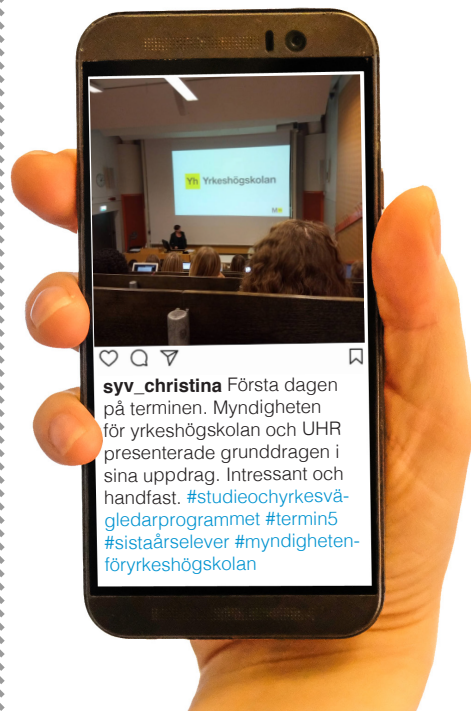 Yh Yrkeshögskolan
syv_christina Första dagen
på terminen. Myndigheten
för yrkeshögskolan och UHR
presenterade grunddragen i
sina uppdrag. Intressant och
handfast. #studieochyrkesvä-
gledarprogrammet #termin5
#sistaårselever #myndigheten-
föryrkeshögskolan